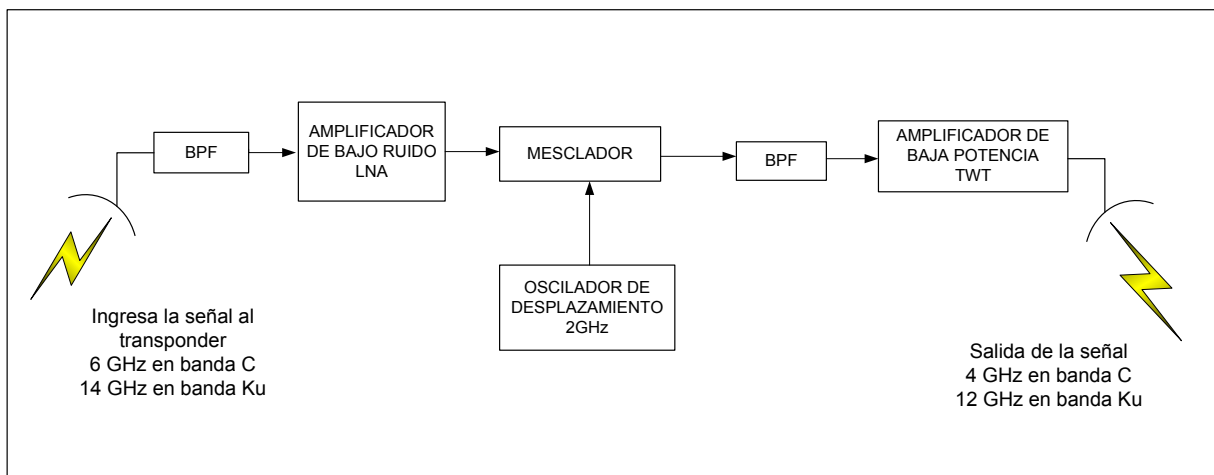 BPF
AMPLIFICADOR
DE BAJO RUIDO
LNA
MESCLADOR
BPF
AMPLIFICADOR DE
BAJA POTENCIA
TWT
OSCILADOR DE
DESPLAZAMIENTO
2GHz
Ingresa la señal al
transponder
6 GHz en banda C
14 GHz en banda Ku
Salida de la señal
4 GHz en banda C
12 GHz en banda Ku